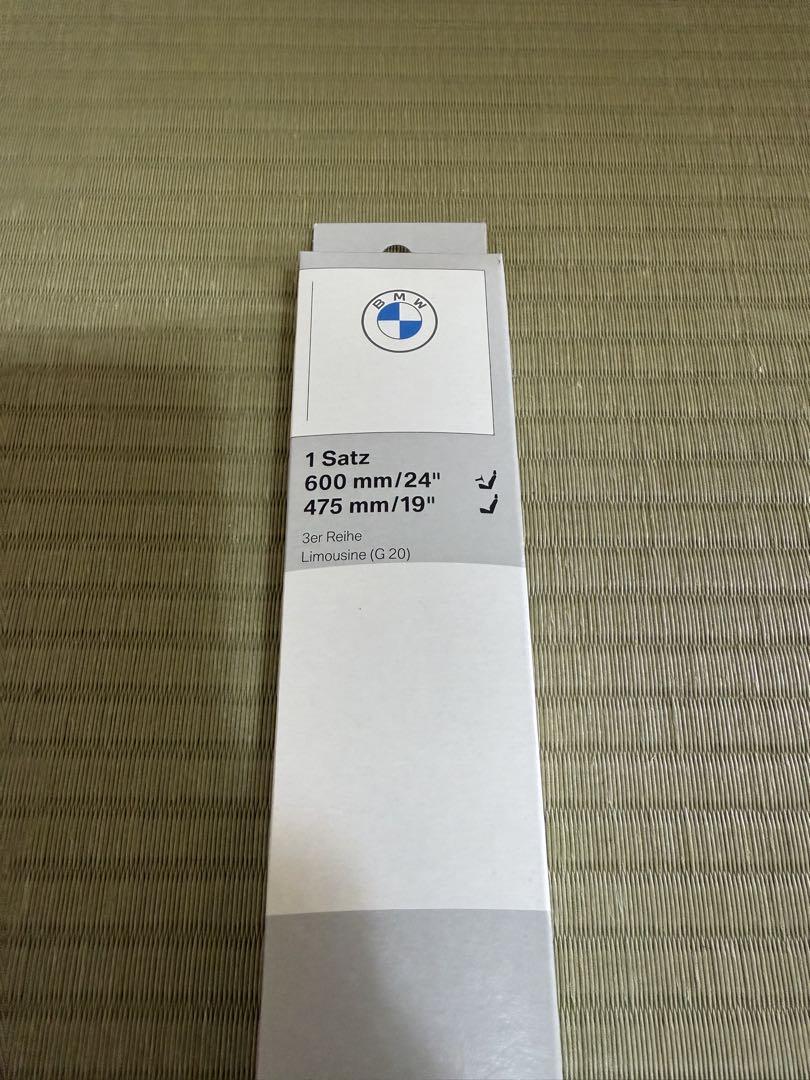 BMW
1 Satz
600 mm/24"
475 mm/19"
3er Reihe
Limousine (G 20)